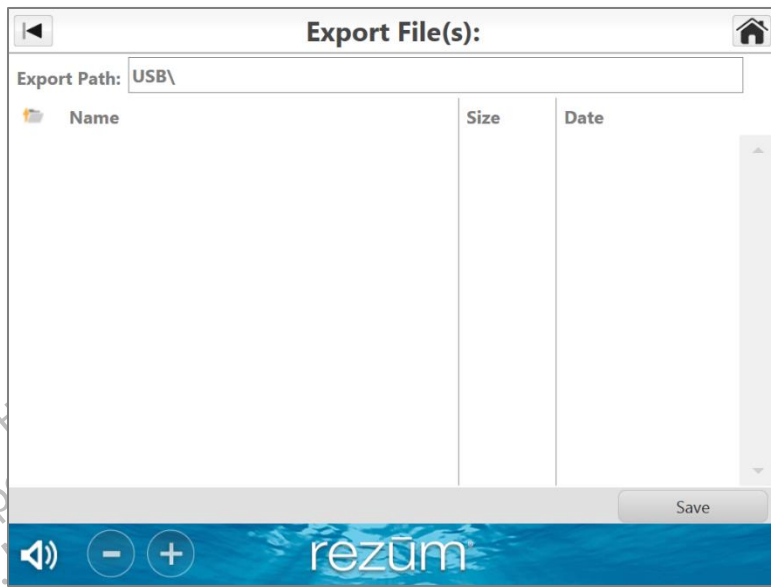 Export File(s):
Export Path: USB\
Name Size Date
Save
rezūm®